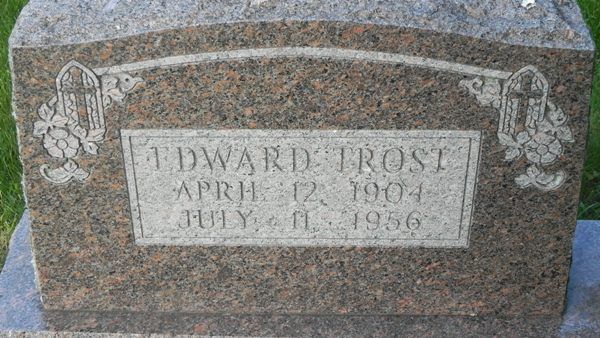 EDWARD TROST
APRIL 12, 1904
JULY 11, 1956